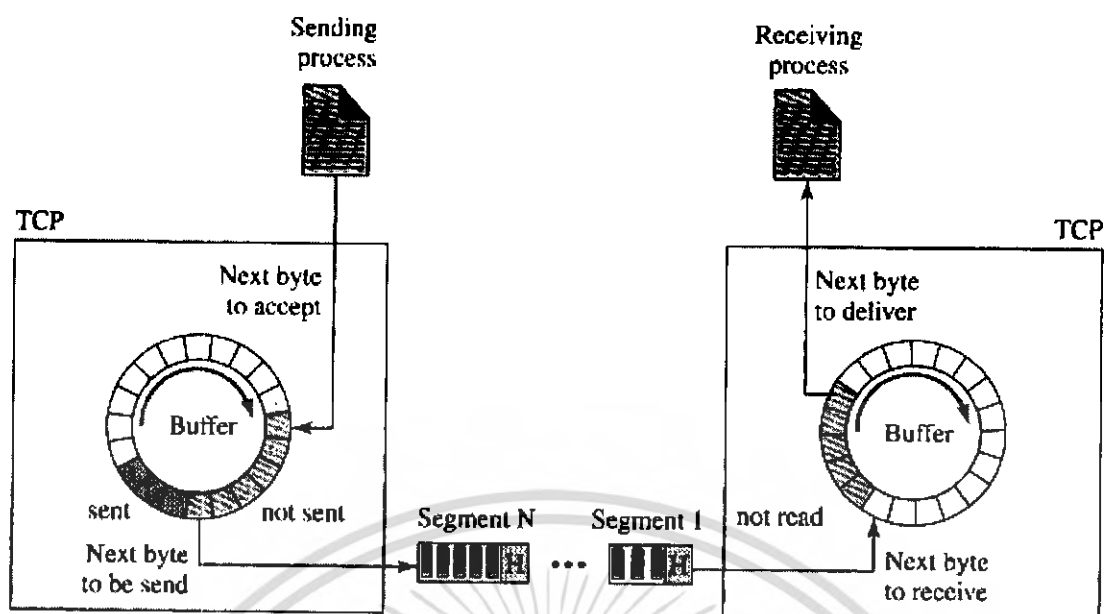 Sending
process
Receiving
process
TCP
TCP
Next byte
to accept
Next byte
to deliver
Buffer
Buffer
sent
not sent
Segment N
Segment 1
not read
Next byte
to be send
H
...
H
Next byte
to receive